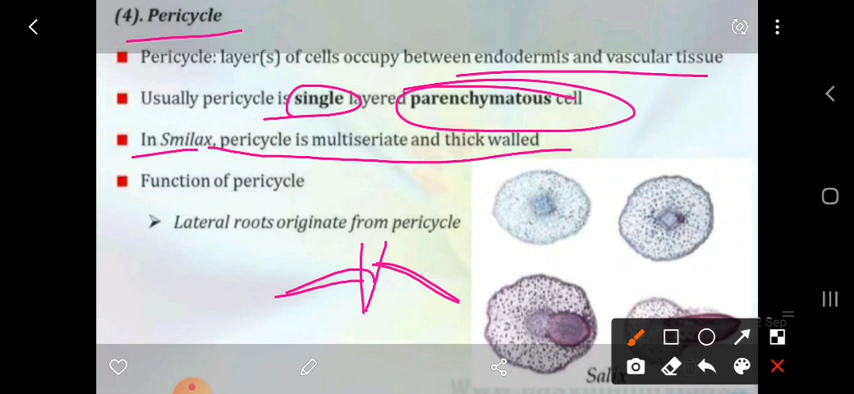 (4). Pericycle
Pericycle: layer(s) of cells occupy between endodermis and vascular tissue
Usually pericycle is single layered parenchymatous cell
In Smilax, pericycle is multiseriate and thick walled
Function of pericycle
Lateral roots originate from pericycle
Sep